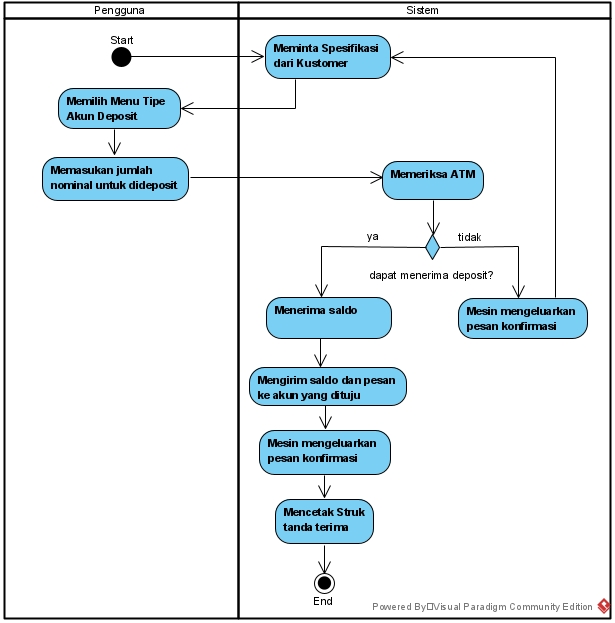 Pengguna
Sistem
Start
Meminta Spesifikasi
dari Kustomer
Memilih Menu Tipe
Akun Deposit
Memasukan jumlah
nominal untuk dideposit
Memeriksa ATM
ya
tidak
dapat menerima deposit?
Menerima saldo
Mesin mengeluarkan
pesan konfirmasi
Mengirim saldo dan pesan
ke akun yang dituju
Mesin mengeluarkan
pesan konfirmasi
Mencetak Struk
tanda terima
End
Powered By□Visual Paradigm Community Edition